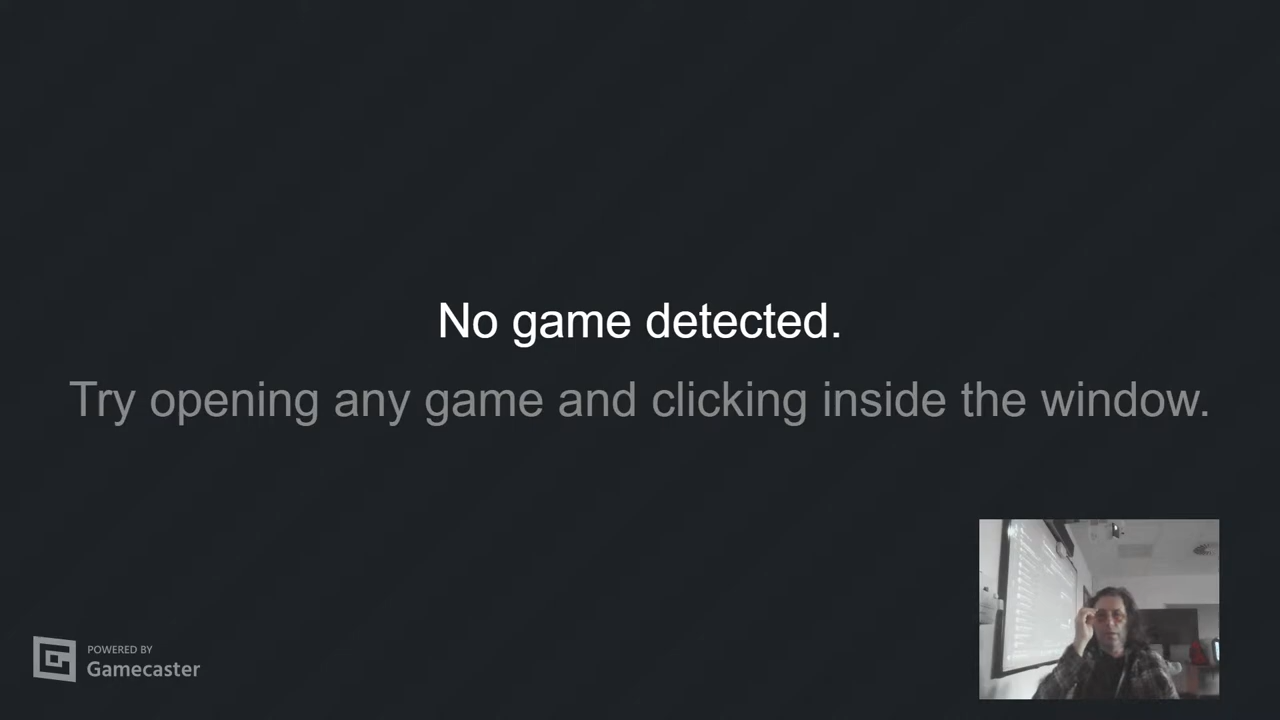 No game detected.
Try opening any game and clicking inside the window.
POWERED BY
Gamecaster